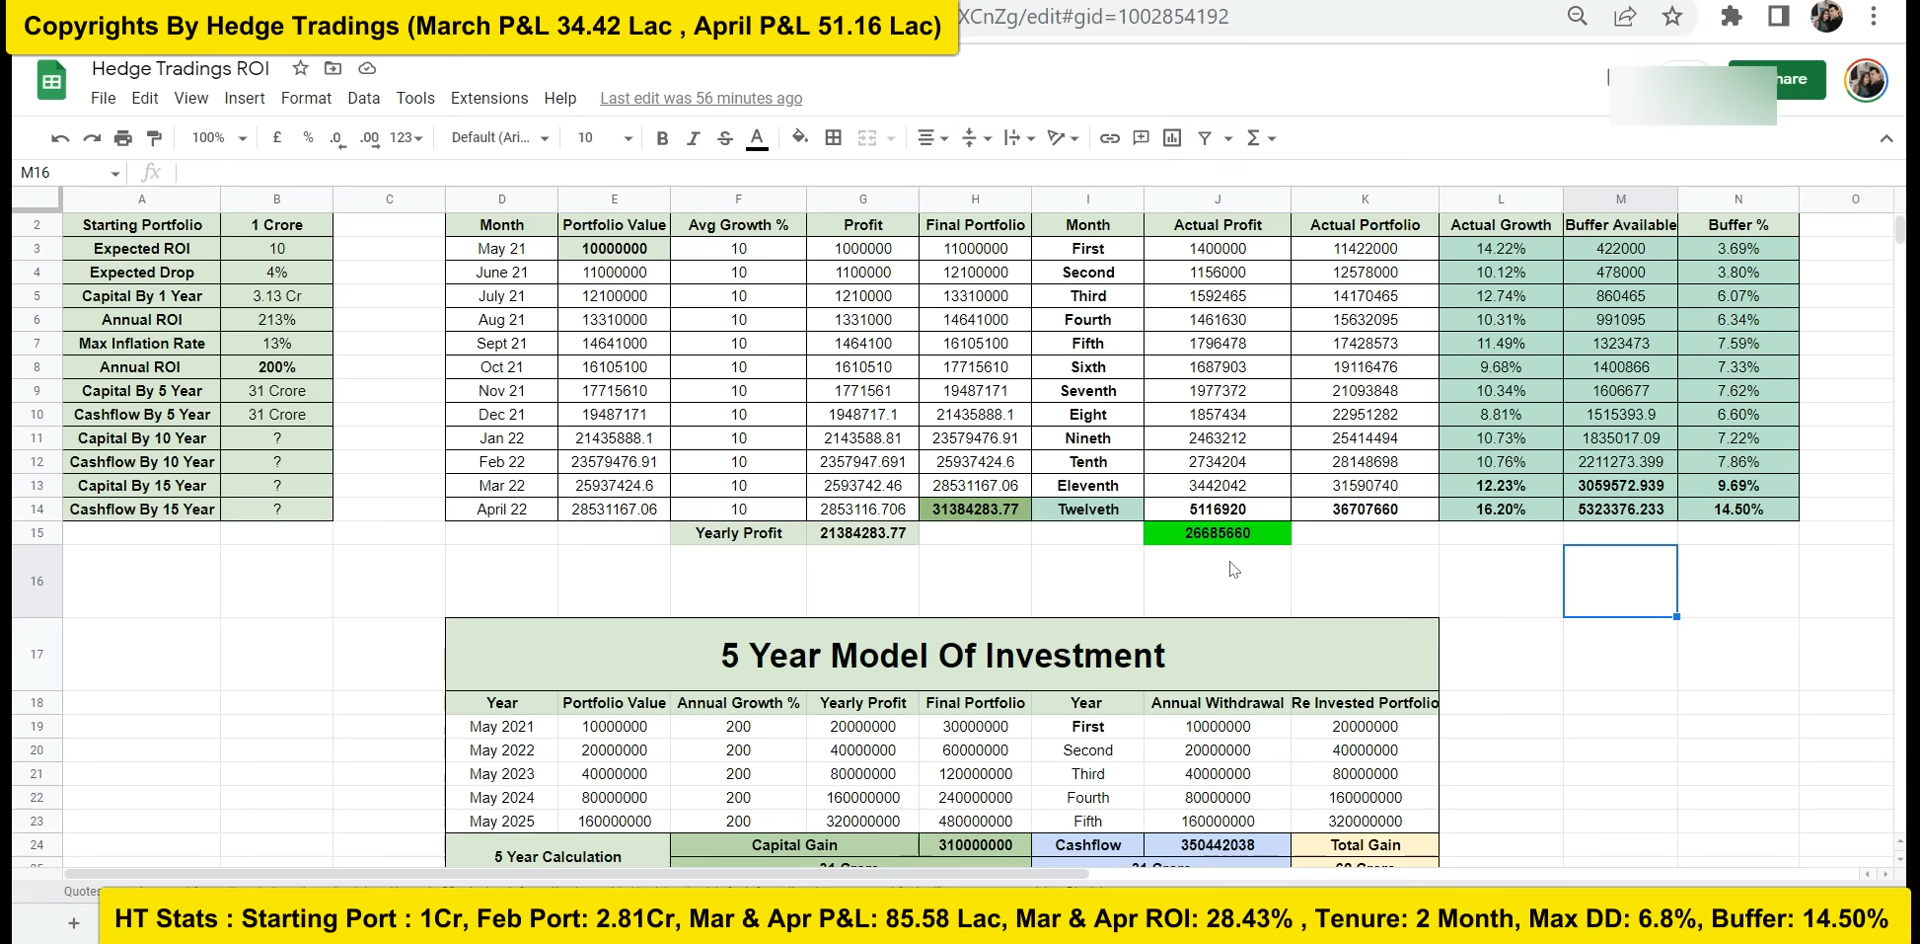 Copyrights By Hedge Tradings (March P&L 34.42 Lac , April P&L 51.16 Lac)
XCnZg/edit#gid=1002854192
Hedge Tradings ROI
File Edit View Insert Format Data Tools Extensions Help Last edit was 56 minutes ago
100% £ % .0 .00 123 Default (Ari... 10 B I S A Σ
M16 fx
A B C D E F G H I J K L M N O
2 Starting Portfolio 1 Crore Month Portfolio Value Avg Growth % Profit Final Portfolio Month Actual Profit Actual Portfolio Actual Growth Buffer Available Buffer %
3 Expected ROI 10 May 21 10000000 10 1000000 11000000 First 1400000 11422000 14.22% 422000 3.69%
4 Expected Drop 4% June 21 11000000 10 1100000 12100000 Second 1156000 12578000 10.12% 478000 3.80%
5 Capital By 1 Year 3.13 Cr July 21 12100000 10 1210000 13310000 Third 1592465 14170465 12.74% 860465 6.07%
6 Annual ROI 213% Aug 21 13310000 10 1331000 14641000 Fourth 1461630 15632095 10.31% 991095 6.34%
7 Max Inflation Rate 13% Sept 21 14641000 10 1464100 16105100 Fifth 1796478 17428573 11.49% 1323473 7.59%
8 Annual ROI 200% Oct 21 16105100 10 1610510 17715610 Sixth 1687903 19116476 9.68% 1400866 7.33%
9 Capital By 5 Year 31 Crore Nov 21 17715610 10 1771561 19487171 Seventh 1977372 21093848 10.34% 1606677 7.62%
10 Cashflow By 5 Year 31 Crore Dec 21 19487171 10 1948717.1 21435888.1 Eight 1857434 22951282 8.81% 1515393.9 6.60%
11 Capital By 10 Year ? Jan 22 21435888.1 10 2143588.81 23579476.91 Nineth 2463212 25414494 10.73% 1835017.09 7.22%
12 Cashflow By 10 Year ? Feb 22 23579476.91 10 2357947.691 25937424.6 Tenth 2734204 28148698 10.76% 2211273.399 7.86%
13 Capital By 15 Year ? Mar 22 25937424.6 10 2593742.46 28531167.06 Eleventh 3442042 31590740 12.23% 3059572.939 9.69%
14 Cashflow By 15 Year ? April 22 28531167.06 10 2853116.706 31384283.77 Twelveth 5116920 36707660 16.20% 5323376.233 14.50%
15 Yearly Profit 21384283.77 26685660
16
17 5 Year Model Of Investment
18 Year Portfolio Value Annual Growth % Yearly Profit Final Portfolio Year Annual Withdrawal Re Invested Portfolio
19 May 2021 10000000 200 20000000 30000000 First 10000000 20000000
20 May 2022 20000000 200 40000000 60000000 Second 20000000 40000000
21 May 2023 40000000 200 80000000 120000000 Third 40000000 80000000
22 May 2024 80000000 200 160000000 240000000 Fourth 80000000 160000000
23 May 2025 160000000 200 320000000 480000000 Fifth 160000000 320000000
24 5 Year Calculation Capital Gain 310000000 Cashflow 350442038 Total Gain
Quotes
+
HT Stats : Starting Port : 1Cr, Feb Port: 2.81Cr, Mar & Apr P&L: 85.58 Lac, Mar & Apr ROI: 28.43% , Tenure: 2 Month, Max DD: 6.8%, Buffer: 14.50%